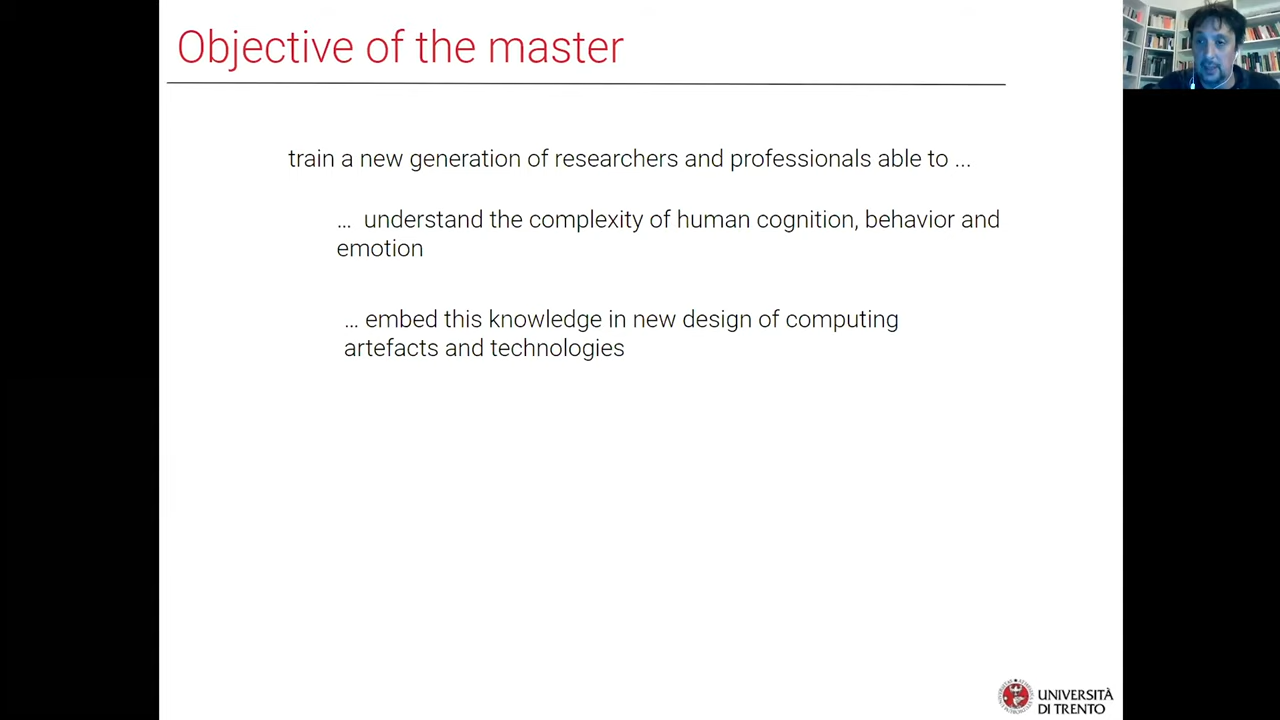 Objective of the master
train a new generation of researchers and professionals able to ...
... understand the complexity of human cognition, behavior and
emotion
... embed this knowledge in new design of computing
artefacts and technologies
UNIVERSITÀ
DI TRENTO